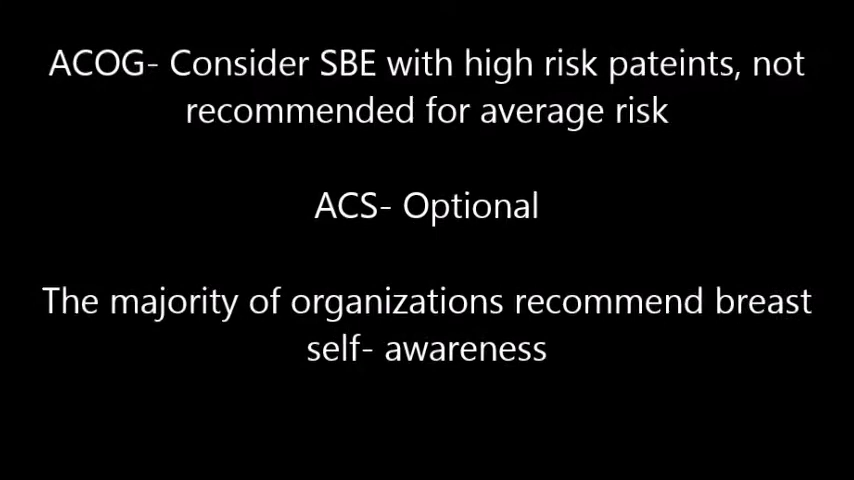 ACOG- Consider SBE with high risk pateints, not
recommended for average risk
ACS- Optional
The majority of organizations recommend breast
self- awareness